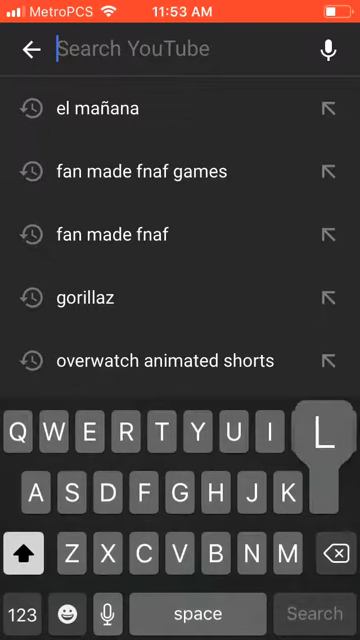 MetroPCS 11:53 AM
Search YouTube
el mañana
fan made fnaf games
fan made fnaf
gorillaz
overwatch animated shorts
Q W E R T Y U I L
A S D F G H J K
Z X C V B N M
123 space Search